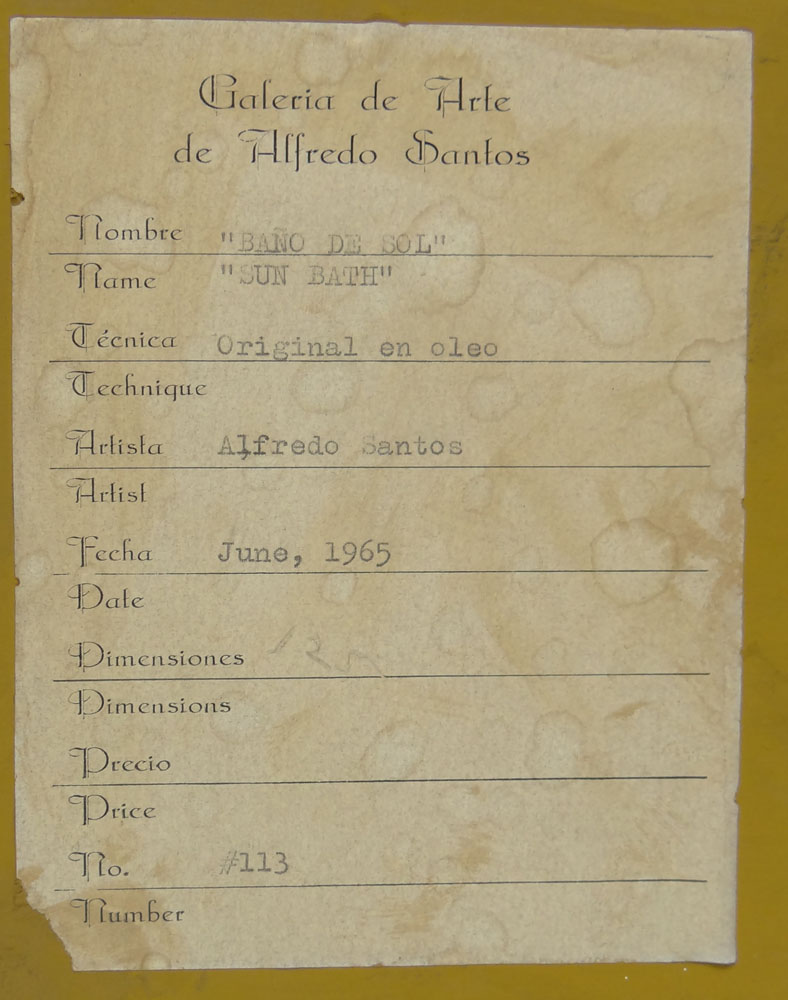 Galeria de Arte
de Alfredo Santos
Nombre "BAÑO DE SOL"
Name "SUN BATH"
Técnica Original en oleo
Technique
Artista Alfredo Santos
Artist
Fecha June, 1965
Date
Dimensiones
Dimensions
Precio
Price
No. #113
Number